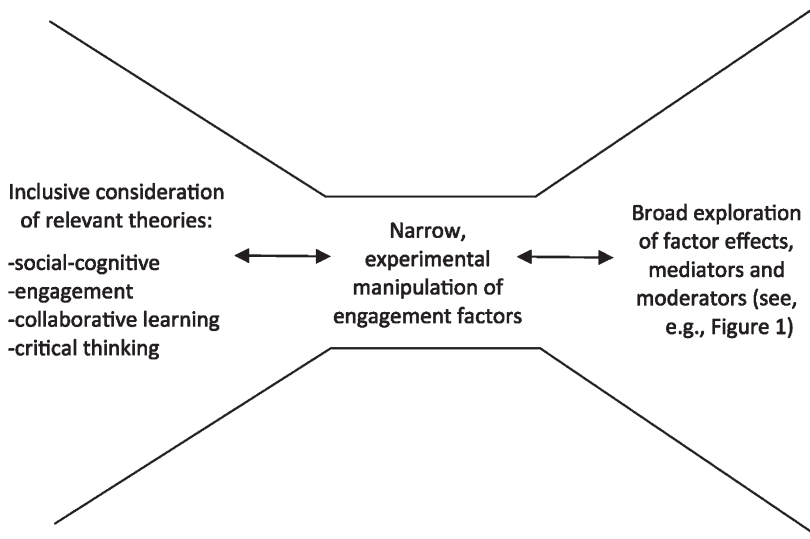 Inclusive consideration
of relevant theories:
-social-cognitive
-engagement
-collaborative learning
-critical thinking
Narrow,
experimental
manipulation of
engagement factors
Broad exploration
of factor effects,
mediators and
moderators (see,
e.g., Figure 1)